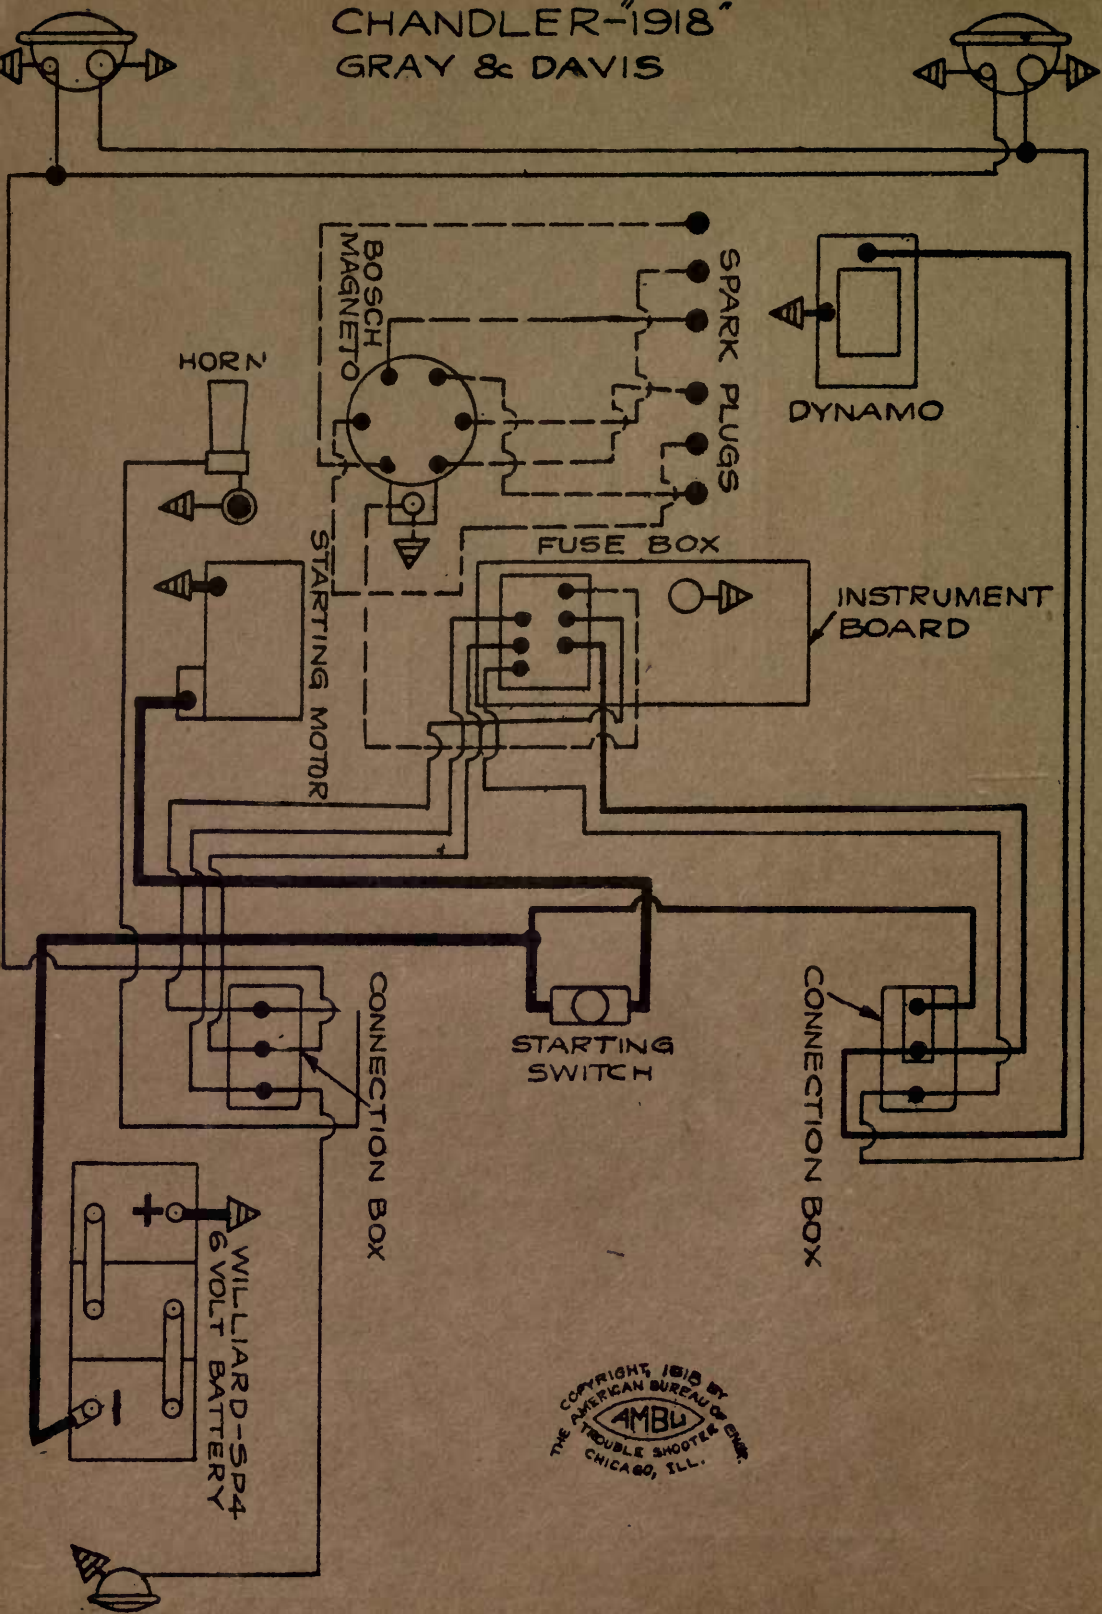 CHANDLER-"1918"
GRAY & DAVIS
BOSCH
MAGNETO
SPARK PLUGS
HORN
DYNAMO
STARTING MOTOR
FUSE BOX
INSTRUMENT
BOARD
CONNECTION BOX
STARTING
SWITCH
CONNECTION BOX
+
-
WILLIARD-SP4
6 VOLT BATTERY
COPYRIGHT, 1918 BY
THE AMERICAN BUREAU OF ENGR.
AMBU
TROUBLE SHOOTER
CHICAGO, ILL.